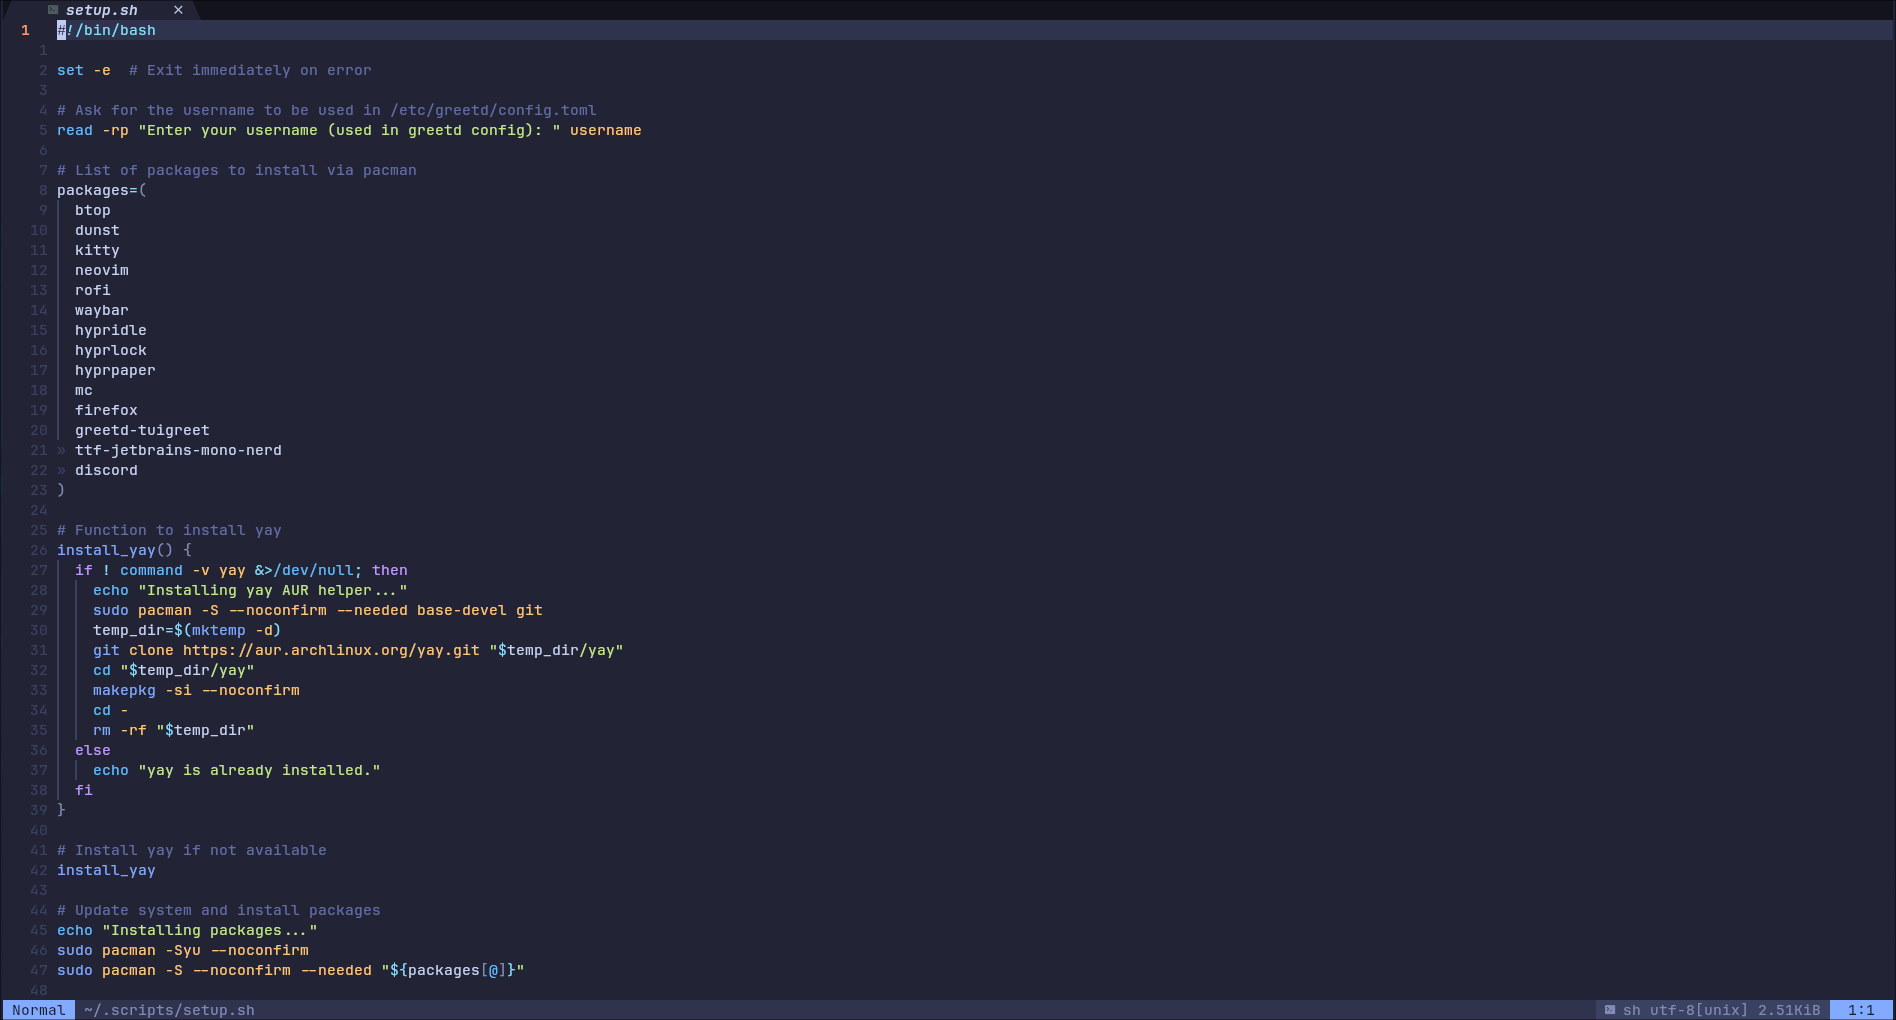 setup.sh ✕
1 #!/bin/bash
1
2 set -e  # Exit immediately on error
3
4 # Ask for the username to be used in /etc/greetd/config.toml
5 read -rp "Enter your username (used in greetd config): " username
6
7 # List of packages to install via pacman
8 packages=(
9   btop
10   dunst
11   kitty
12   neovim
13   rofi
14   waybar
15   hypridle
16   hyprlock
17   hyprpaper
18   mc
19   firefox
20   greetd-tuigreet
21 » ttf-jetbrains-mono-nerd
22 » discord
23 )
24
25 # Function to install yay
26 install_yay() {
27   if ! command -v yay &>/dev/null; then
28     echo "Installing yay AUR helper..."
29     sudo pacman -S --noconfirm --needed base-devel git
30     temp_dir=$(mktemp -d)
31     git clone https://aur.archlinux.org/yay.git "$temp_dir/yay"
32     cd "$temp_dir/yay"
33     makepkg -si --noconfirm
34     cd -
35     rm -rf "$temp_dir"
36   else
37     echo "yay is already installed."
38   fi
39 }
40
41 # Install yay if not available
42 install_yay
43
44 # Update system and install packages
45 echo "Installing packages..."
46 sudo pacman -Syu --noconfirm
47 sudo pacman -S --noconfirm --needed "${packages[@]}"
48
Normal ~/.scripts/setup.sh sh utf-8[unix] 2.51KiB 1:1